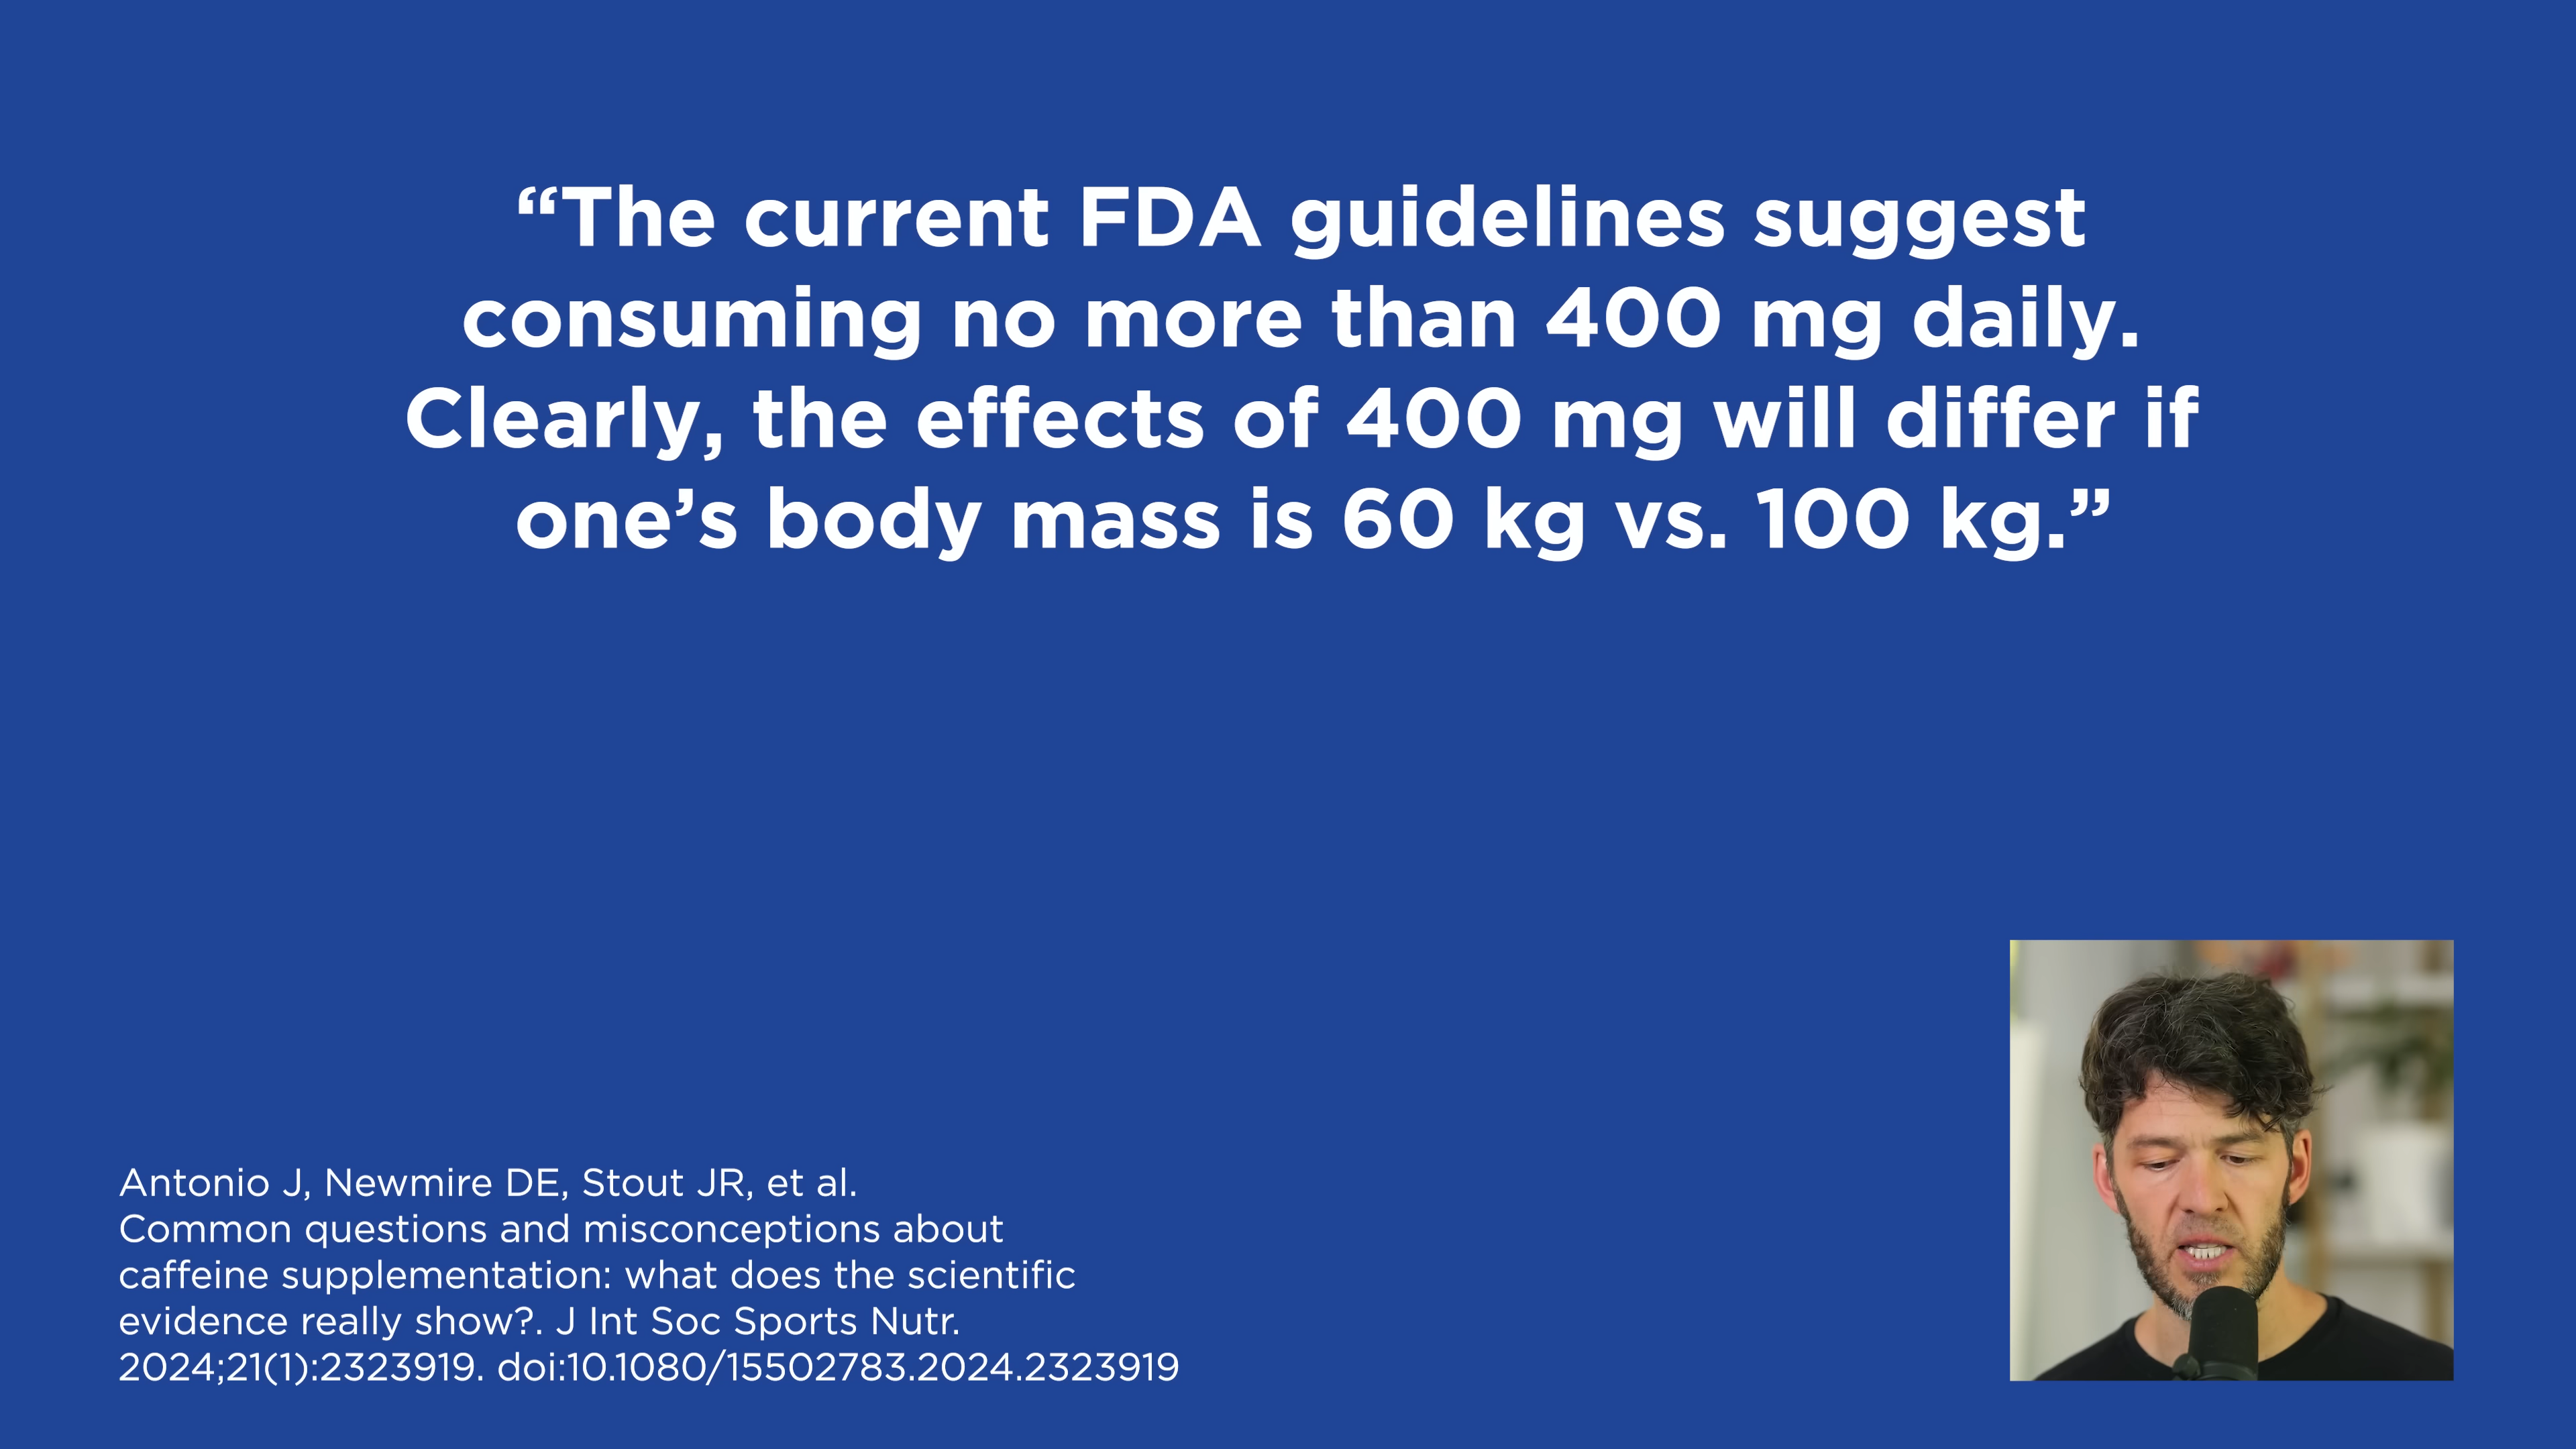 “The current FDA guidelines suggest
consuming no more than 400 mg daily.
Clearly, the effects of 400 mg will differ if
one’s body mass is 60 kg vs. 100 kg.”
Antonio J, Newmire DE, Stout JR, et al.
Common questions and misconceptions about
caffeine supplementation: what does the scientific
evidence really show?. J Int Soc Sports Nutr.
2024;21(1):2323919. doi:10.1080/15502783.2024.2323919